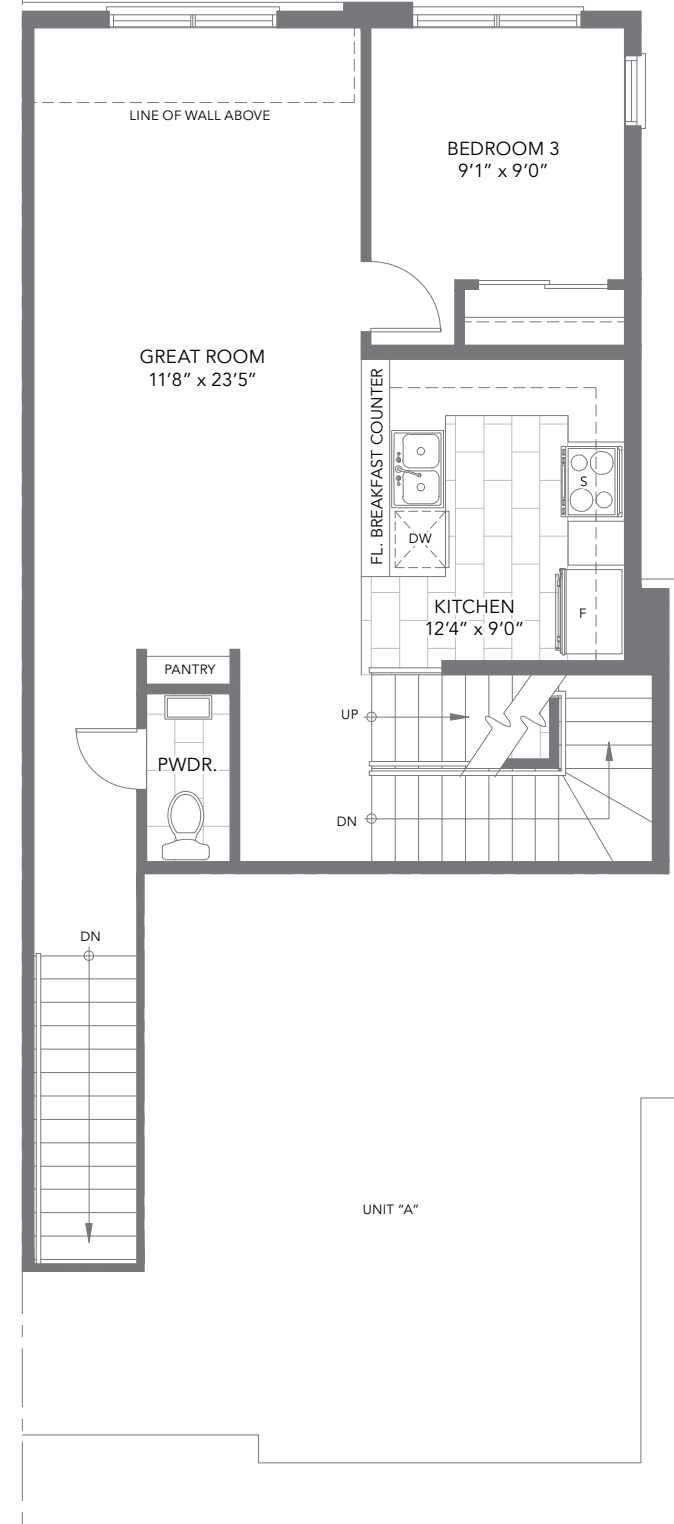 LINE OF WALL ABOVE
BEDROOM 3
9’1” x 9’0”
GREAT ROOM
11’8” x 23’5”
FL. BREAKFAST COUNTER
S
DW
F
KITCHEN
12’4” x 9’0”
PANTRY
UP
PWDR.
DN
DN
UNIT “A”